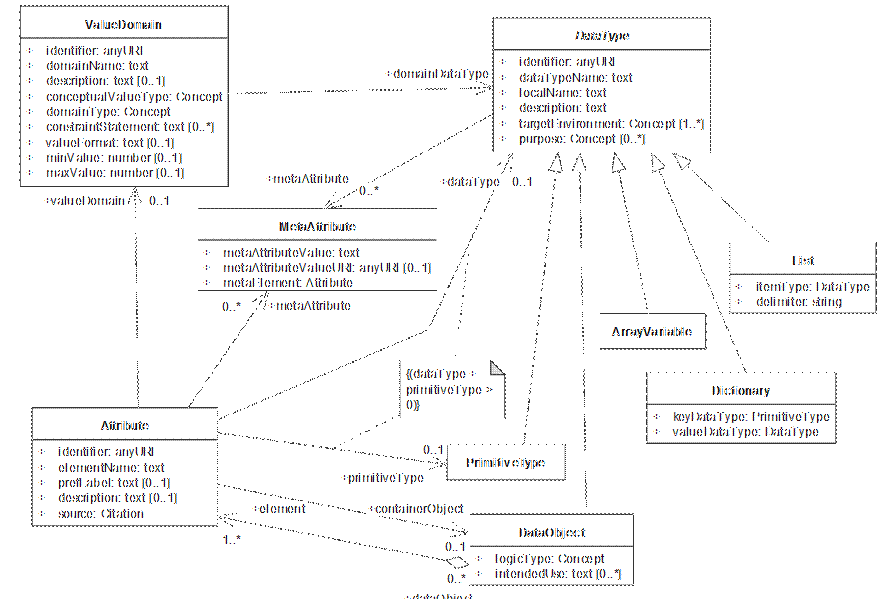 ValueDomain
+ identifier: anyURI
+ domainName: text
+ description: text [0..1]
+ conceptualValueType: Concept
+ domainType: Concept
+ constraintStatement: text [0..*]
+ valueFormat: text [0..1]
+ minValue: number [0..1]
+ maxValue: number [0..1]
DataType
+ identifier: anyURI
+ dataTypeName: text
+ localName: text
+ description: text
+ targetEnvironment: Concept [1..*]
+ purpose: Concept [0..*]
+domainDataType
+metaAttribute
0..*
+dataType 0..1
+valueDomain 0..1
MetaAttribute
+ metaAttributeValue: text
+ metaAttributeValueURI: anyURI [0..1]
+ metaElement: Attribute
0..* +metaAttribute
List
+ itemType: DataType
+ delimiter: string
ArrayVariable
{(dataType +
primitiveType >
0)}
Dictionary
+ keyDataType: PrimitiveType
+ valueDataType: DataType
Attribute
+ identifier: anyURI
+ elementName: text
+ prefLabel: text [0..1]
+ description: text [0..1]
+ source: Citation
0..1
+primitiveType
PrimitiveType
+element
1..*
+containerObject
0..1
DataObject
+ logicType: Concept
+ intendedUse: text [0..*]
0..*
+dataObject